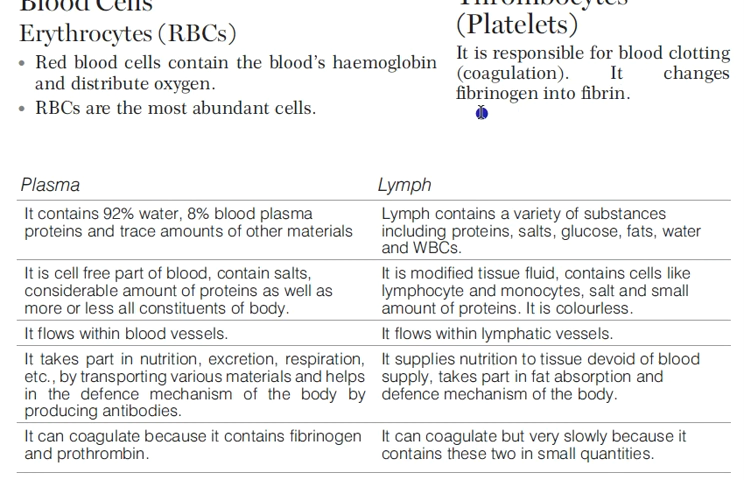 Blood Cells
Erythrocytes (RBCs)
• Red blood cells contain the blood's haemoglobin
and distribute oxygen.
• RBCs are the most abundant cells.
Thrombocytes
(Platelets)
It is responsible for blood clotting
(coagulation). It changes
fibrinogen into fibrin.
Plasma
Lymph
It contains 92% water, 8% blood plasma
proteins and trace amounts of other materials
Lymph contains a variety of substances
including proteins, salts, glucose, fats, water
and WBCs.
It is cell free part of blood, contain salts,
considerable amount of proteins as well as
more or less all constituents of body.
It is modified tissue fluid, contains cells like
lymphocyte and monocytes, salt and small
amount of proteins. It is colourless.
It flows within blood vessels.
It flows within lymphatic vessels.
It takes part in nutrition, excretion, respiration,
etc., by transporting various materials and helps
in the defence mechanism of the body by
producing antibodies.
It supplies nutrition to tissue devoid of blood
supply, takes part in fat absorption and
defence mechanism of the body.
It can coagulate because it contains fibrinogen
and prothrombin.
It can coagulate but very slowly because it
contains these two in small quantities.